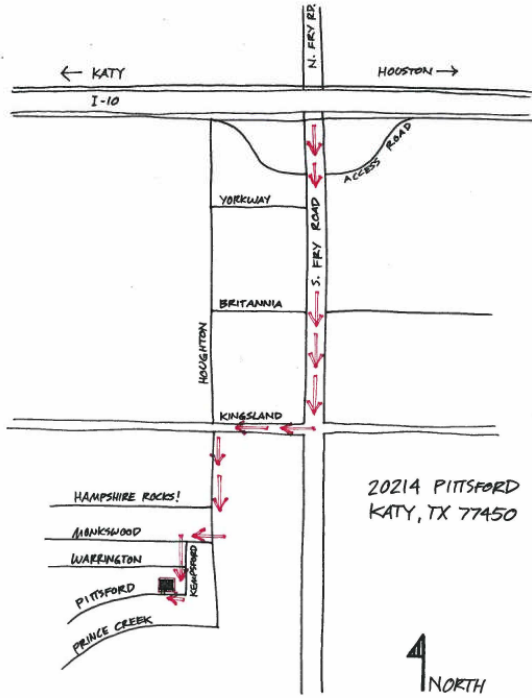 N. FRY RD.
← KATY
HOUSTON →
I-10
ACCESS ROAD
YORKWAY
S. FRY ROAD
BRITANNIA
HOUGHTON
KINGSLAND
HAMPSHIRE ROCKS!
MONKSWOOD
WARRINGTON
KEMPSFORD
PITTSFORD
PRINCE CREEK
20214 PITTSFORD
KATY, TX 77450
NORTH